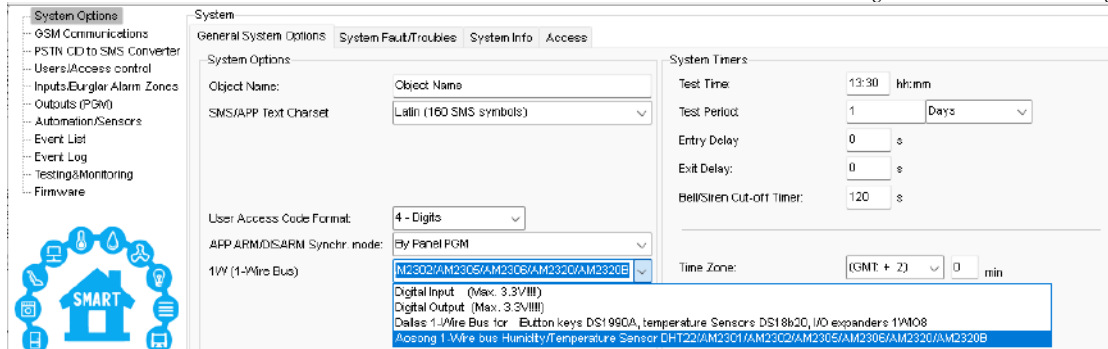 System Options
GSM Communications
PSTN CID to SMS Converter
Users/Access control
Inputs/Burglar Alarm Zones
Outputs (PGM)
Automation/Sensors
Event List
Event Log
Testing&Monitoring
Firmware
SMART
System
General System Options System Fault/Troubles System Info Access
System Options
Object Name: Object Name
SMS/APP Text Charset Latin (160 SMS symbols)
User Access Code Format: 4 - Digits
APP ARM/DISARM Synchr. mode: By Panel PGM
1W (1-Wire Bus) M2302/AM2305/AM2306/AM2320/AM2320B
Digital Input (Max. 3.3V!!!)
Digital Output (Max. 3.3V!!!)
Dallas 1-Wire Bus for iButton keys DS1990A, temperature Sensors DS18b20, I/O expanders 1WIO8
Aosong 1-Wire bus Humidity/Temperature Sensor DHT22/AM2301/AM2302/AM2305/AM2306/AM2320/AM2320B
System Timers
Test Time: 13:30 hh:mm
Test Period: 1 Days
Entry Delay 0 s
Exit Delay: 0 s
Bell/Siren Cut-off Timer: 120 s
Time Zone: (GMT: + 2) 0 min